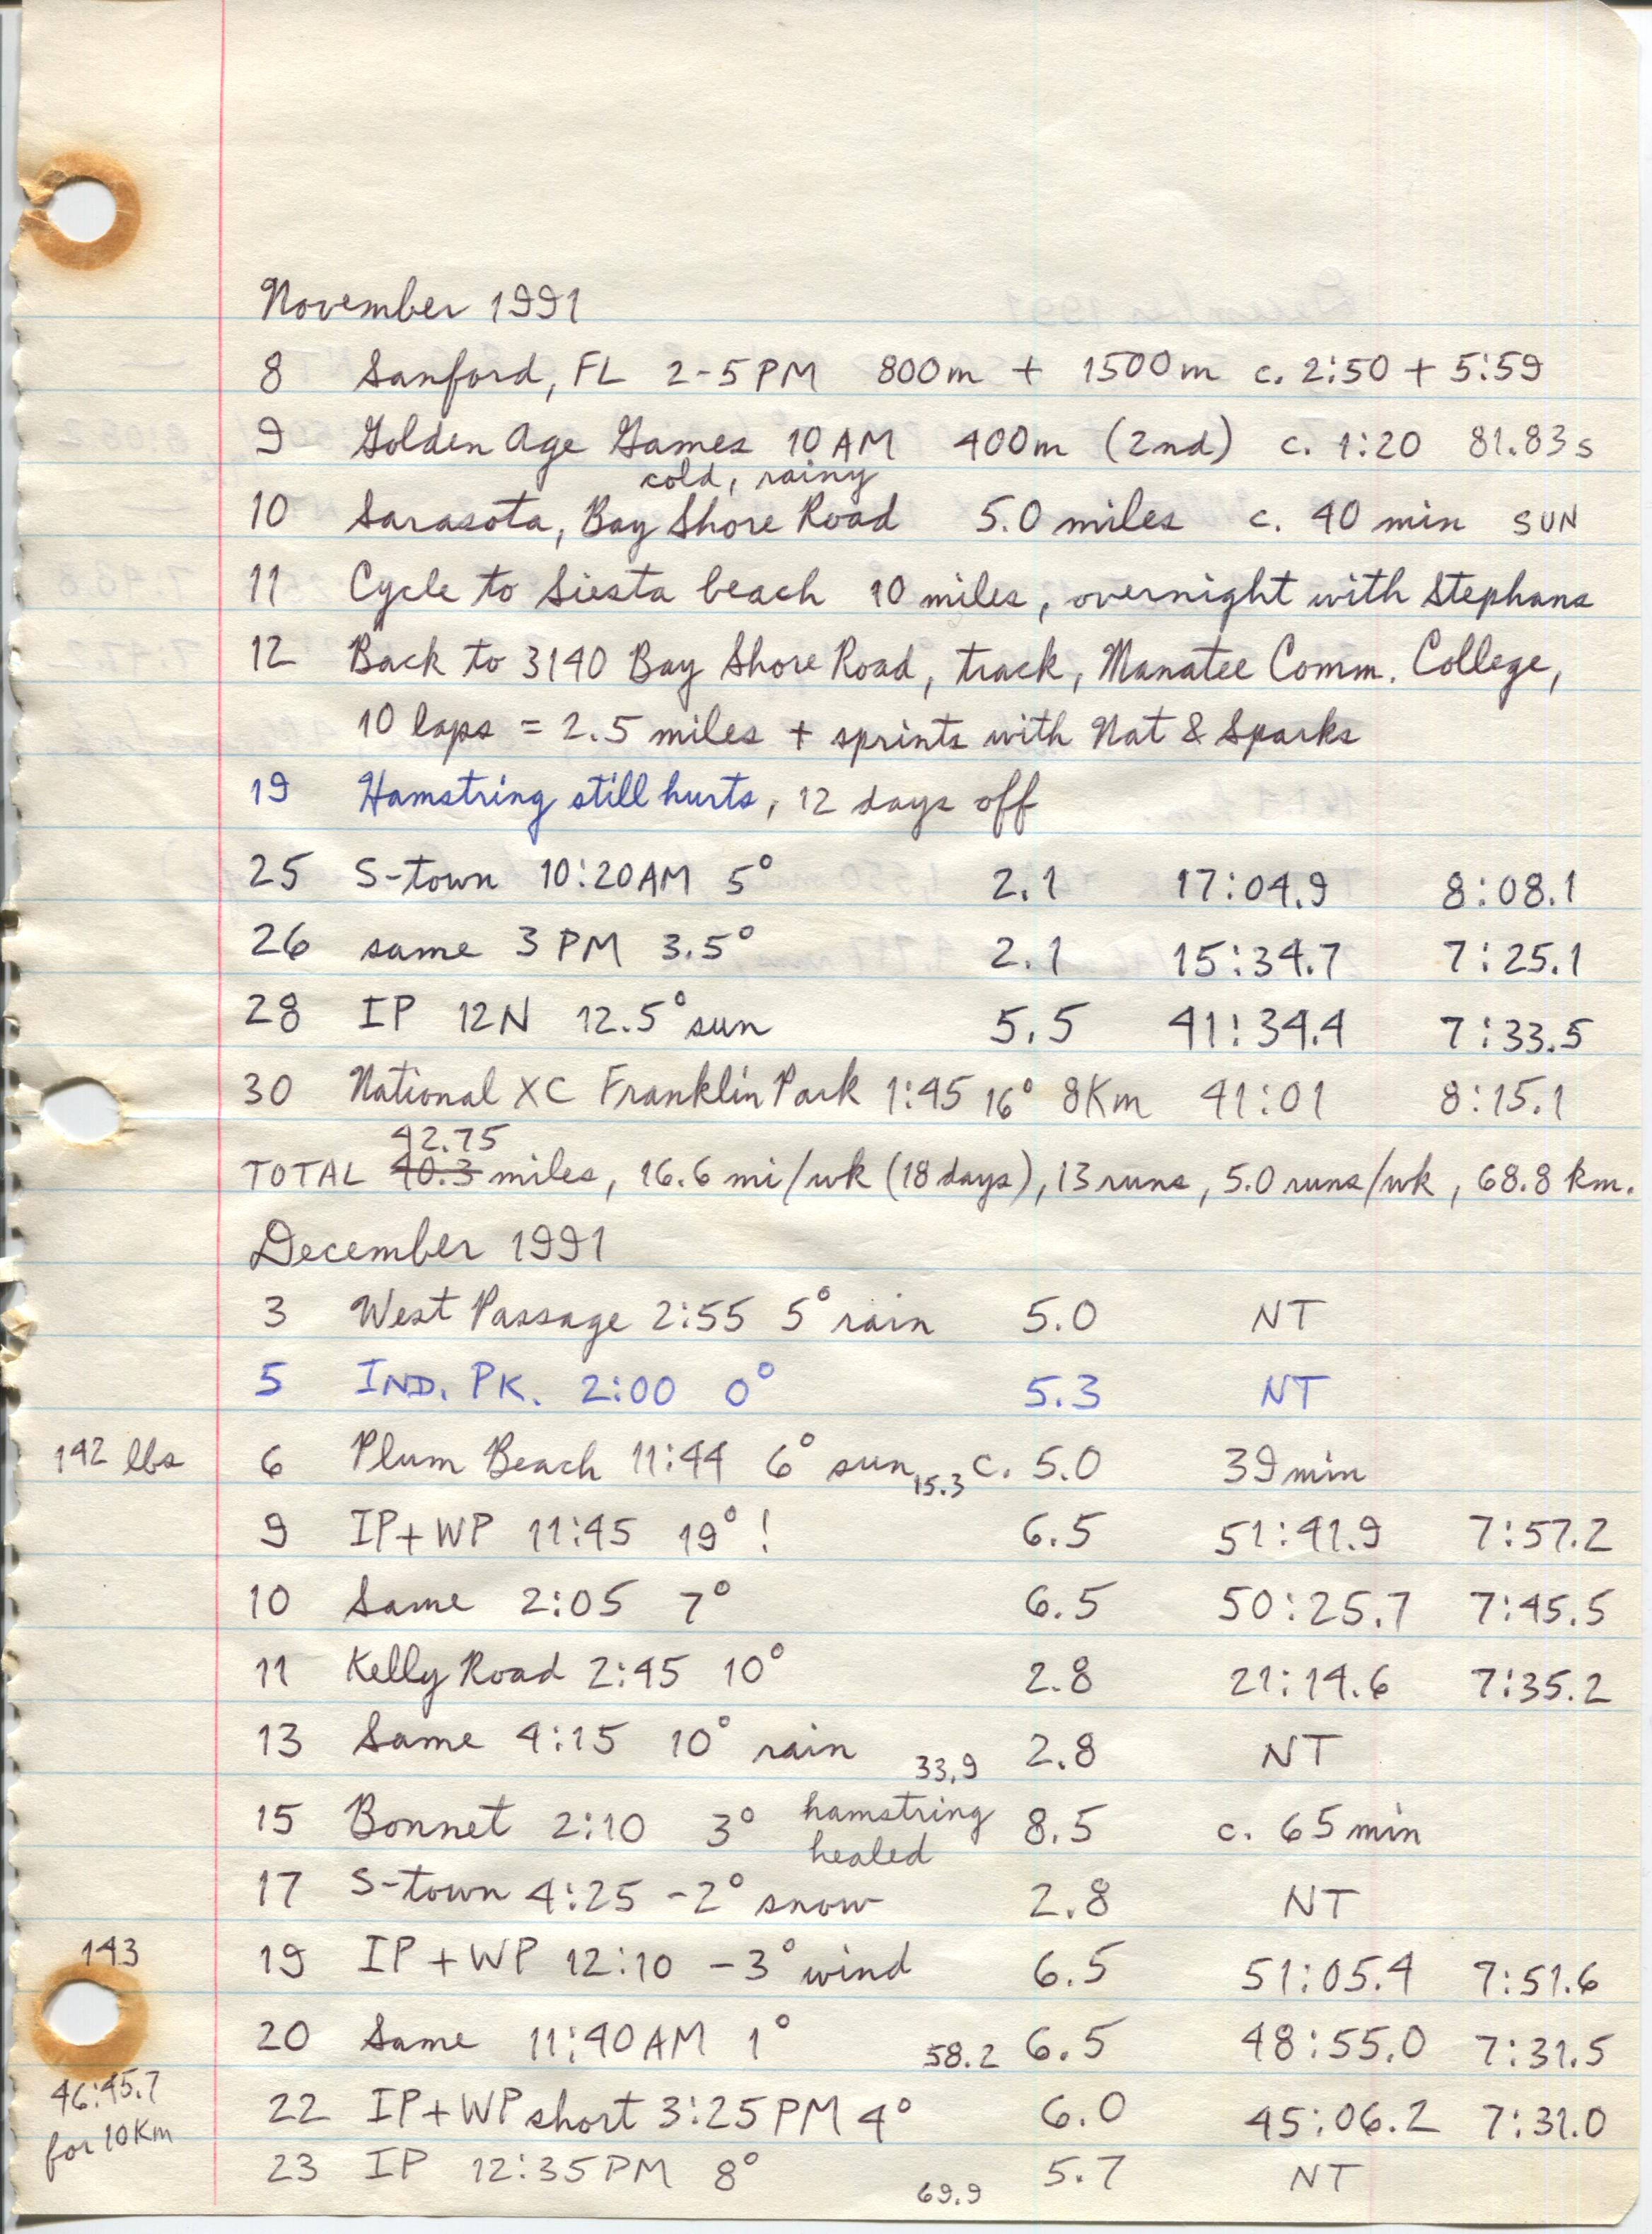 November 1991
8 Sanford, FL 2-5PM 800m + 1500m c. 2:50 + 5:59
9 Golden Age Games 10AM 400m (2nd) c. 1:20 81.83s
cold, rainy
10 Sarasota, Bay Shore Road 5.0 miles c. 40 min SUN
11 Cycle to Siesta beach 10 miles, overnight with Stephans
12 Back to 3140 Bay Shore Road, track, Manatee Comm. College,
10 laps = 2.5 miles + sprints with Nat & Sparks
19 Hamstring still hurts, 12 days off
25 S-town 10:20AM 5° 2.1 17:04.9 8:08.1
26 same 3PM 3.5° 2.1 15:34.7 7:25.1
28 IP 12N 12.5° sun 5.5 41:34.4 7:33.5
30 National XC Franklin Park 1:45 16° 8Km 41:01 8:15.1
42.75
TOTAL 40.3 miles, 16.6 mi/wk (18 days), 13 runs, 5.0 runs/wk, 68.8 km.
December 1991
3 West Passage 2:55 5° rain 5.0 NT
5 IND. PK. 2:00 0° 5.3 NT
142 lbs 6 Plum Beach 11:44 6° sun 15.3 c. 5.0 39min
9 IP+WP 11:45 19°! 6.5 51:41.9 7:57.2
10 Same 2:05 7° 6.5 50:25.7 7:45.5
11 Kelly Road 2:45 10° 2.8 21:14.6 7:35.2
13 Same 4:15 10° rain 33.9 2.8 NT
15 Bonnet 2:10 3° hamstring healed 8.5 c. 65min
17 S-town 4:25 -2° snow 2.8 NT
143 19 IP+WP 12:10 -3° wind 6.5 51:05.4 7:51.6
20 Same 11:40AM 1° 58.2 6.5 48:55.0 7:31.5
46:45.7 for 10Km
22 IP+WP short 3:25PM 4° 6.0 45:06.2 7:31.0
23 IP 12:35PM 8° 69.9 5.7 NT